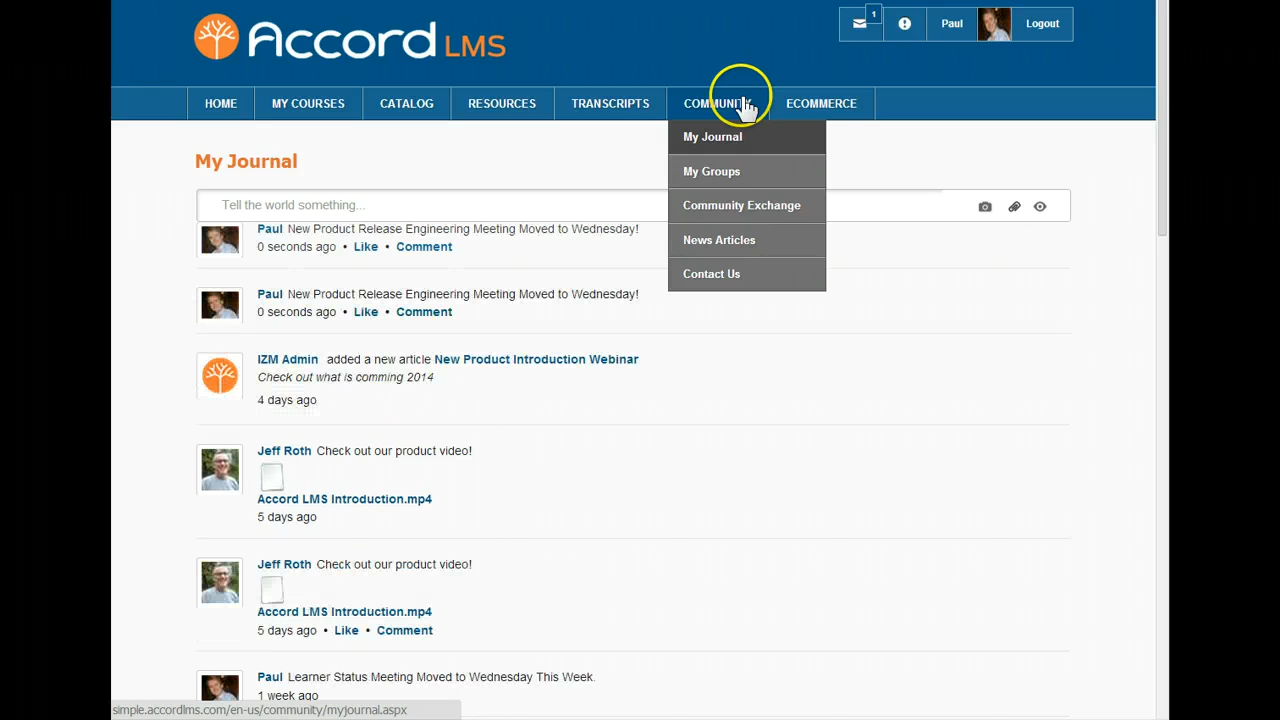 Accord LMS
1
Paul
Logout
HOME
MY COURSES
CATALOG
RESOURCES
TRANSCRIPTS
COMMUNITY
ECOMMERCE
My Journal
My Groups
Community Exchange
News Articles
Contact Us
My Journal
Tell the world something...
Paul New Product Release Engineering Meeting Moved to Wednesday!
0 seconds ago • Like • Comment
Paul New Product Release Engineering Meeting Moved to Wednesday!
0 seconds ago • Like • Comment
IZM Admin added a new article New Product Introduction Webinar
Check out what is comming 2014
4 days ago
Jeff Roth Check out our product video!
Accord LMS Introduction.mp4
5 days ago
Jeff Roth Check out our product video!
Accord LMS Introduction.mp4
5 days ago • Like • Comment
Paul Learner Status Meeting Moved to Wednesday This Week.
1 week ago
simple.accordlms.com/en-us/community/myjournal.aspx